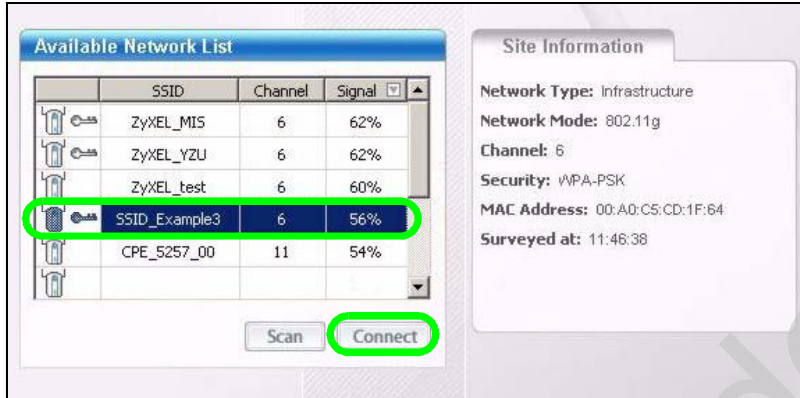 Available Network List
SSID Channel Signal
ZyXEL_MIS 6 62%
ZyXEL_YZU 6 62%
ZyXEL_test 6 60%
SSID_Example3 6 56%
CPE_5257_00 11 54%
Scan Connect
Site Information
Network Type: Infrastructure
Network Mode: 802.11g
Channel: 6
Security: WPA-PSK
MAC Address: 00:A0:C5:CD:1F:64
Surveyed at: 11:46:38